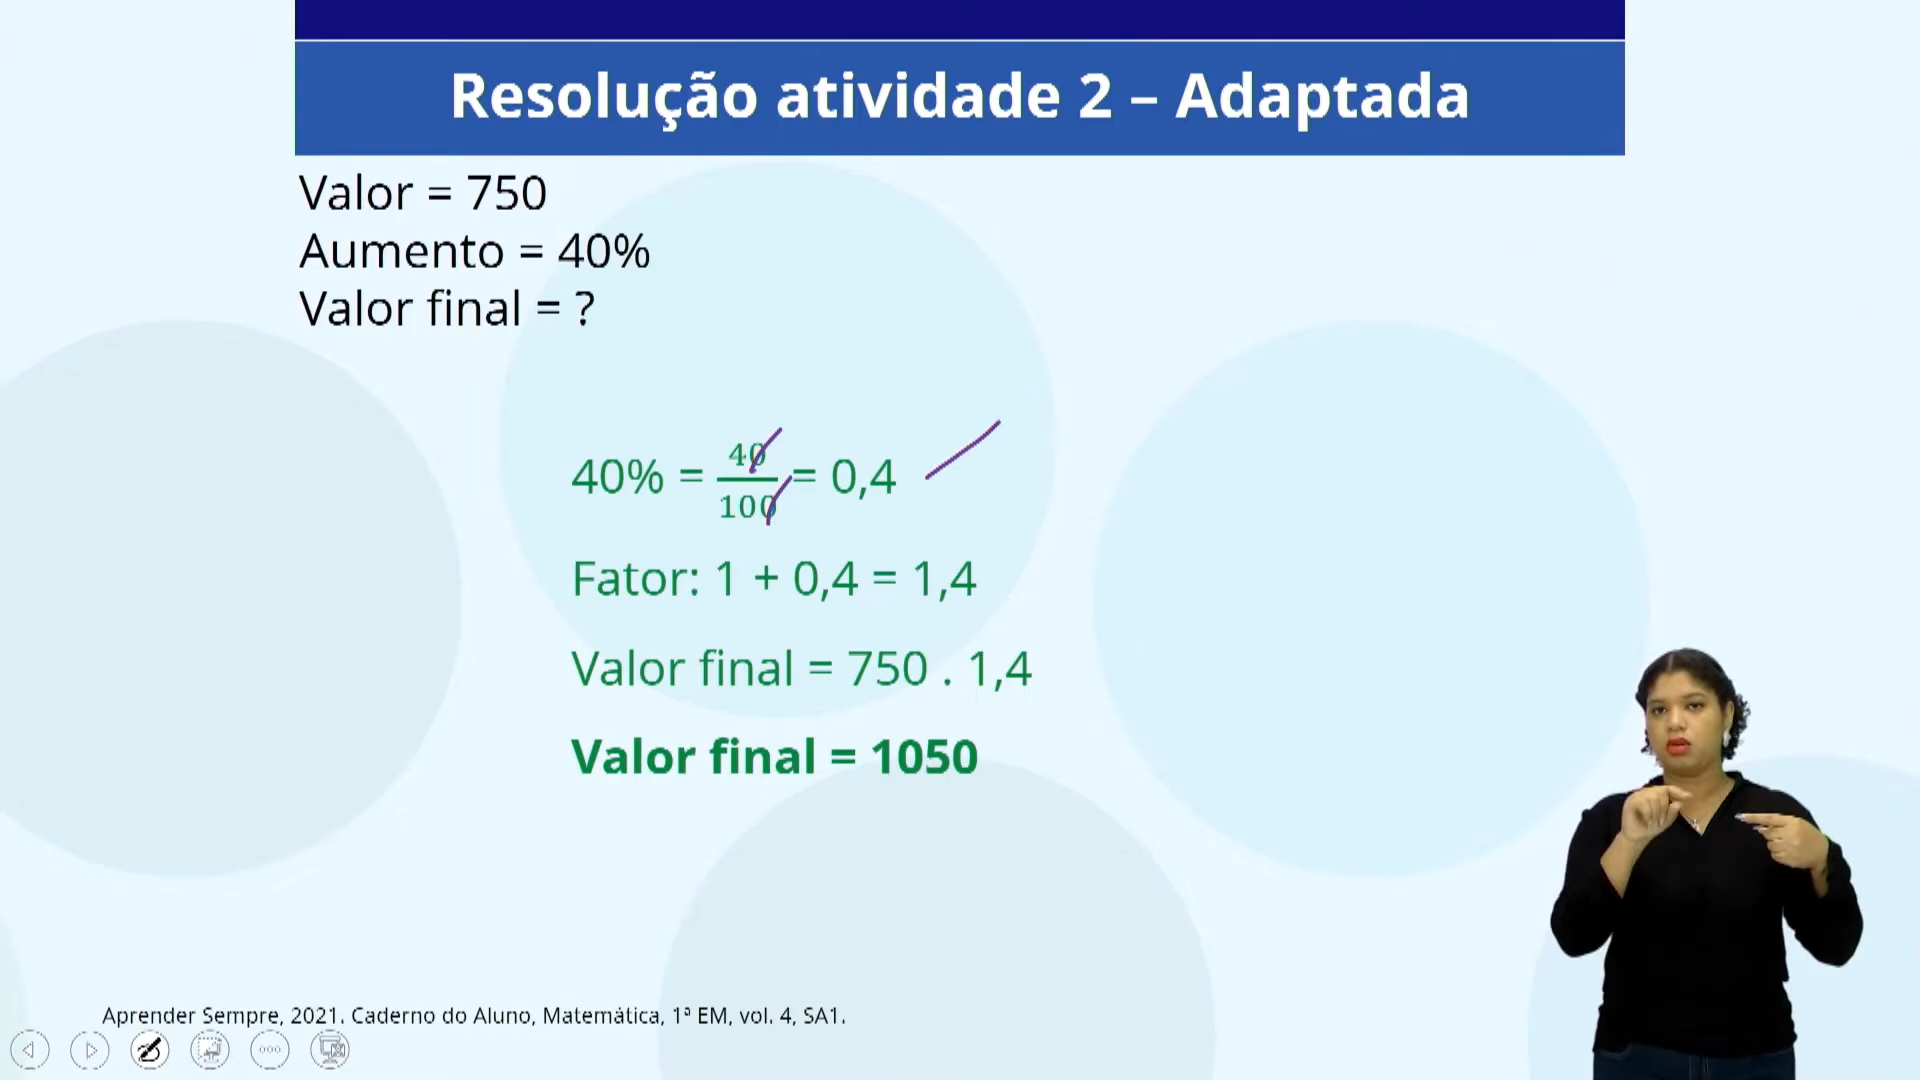 Resolução atividade 2 – Adaptada
Valor = 750
Aumento = 40%
Valor final = ?
40% = 40/100 = 0,4
Fator: 1 + 0,4 = 1,4
Valor final = 750 . 1,4
Valor final = 1050
Aprender Sempre, 2021. Caderno do Aluno, Matemática, 1ª EM, vol. 4, SA1.